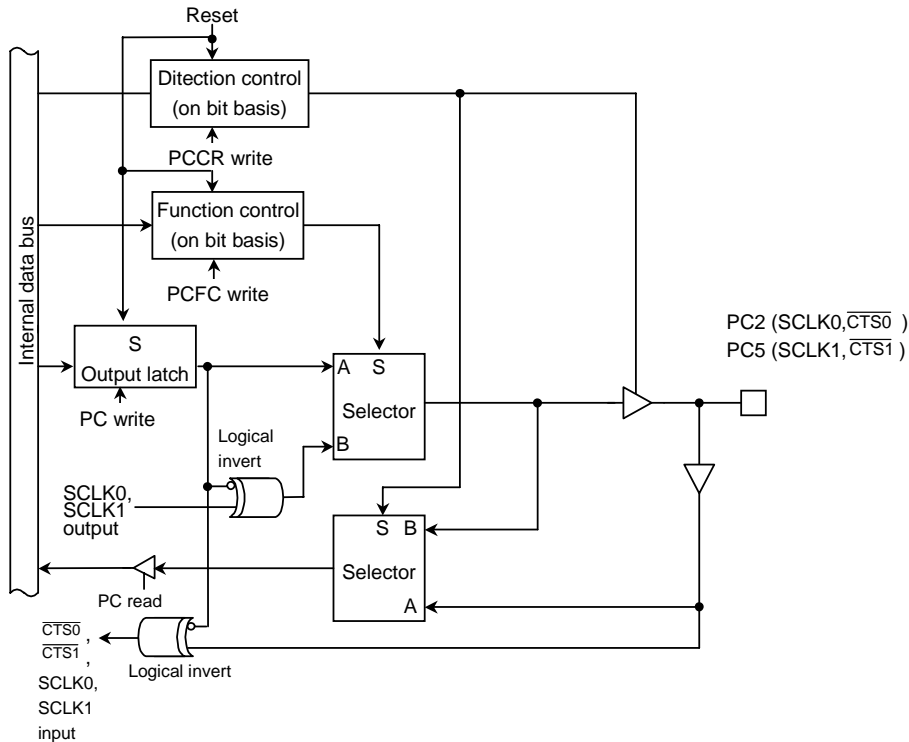 Reset
Ditection control
(on bit basis)
PCCR write
Function control
(on bit basis)
PCFC write
Internal data bus
S
Output latch
PC write
A S
Selector
B
Logical
invert
SCLK0,
SCLK1
output
S B
Selector
A
PC read
CTS0 ,
CTS1 ,
SCLK0,
SCLK1
input
Logical invert
PC2 (SCLK0,CTS0 )
PC5 (SCLK1, CTS1 )